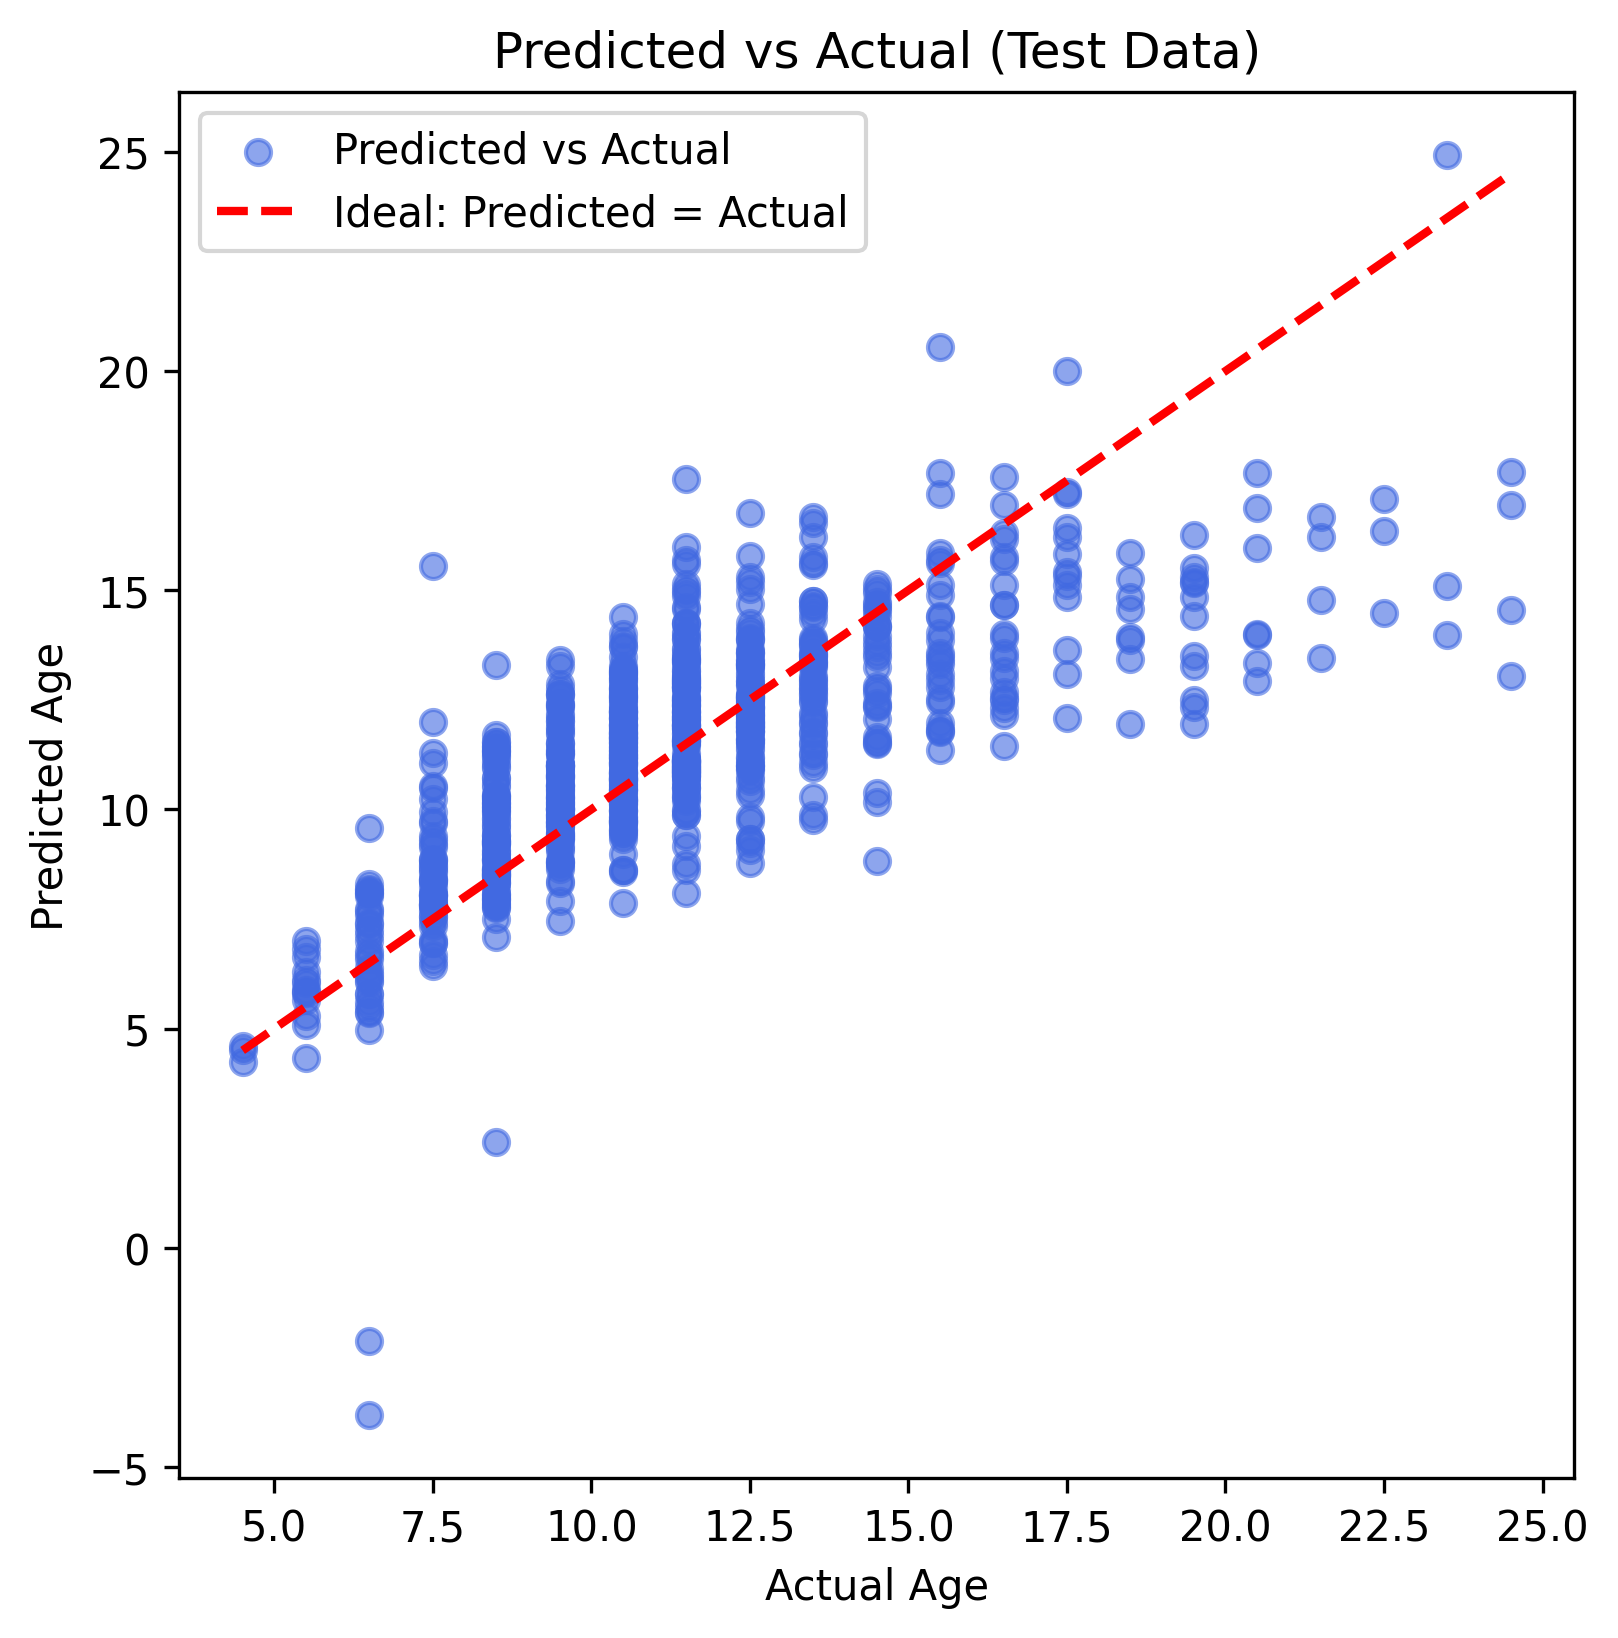 Predicted vs Actual (Test Data)
Predicted vs Actual
Ideal: Predicted = Actual
Predicted Age
25
20
15
10
5
0
−5
5.0 7.5 10.0 12.5 15.0 17.5 20.0 22.5 25.0
Actual Age